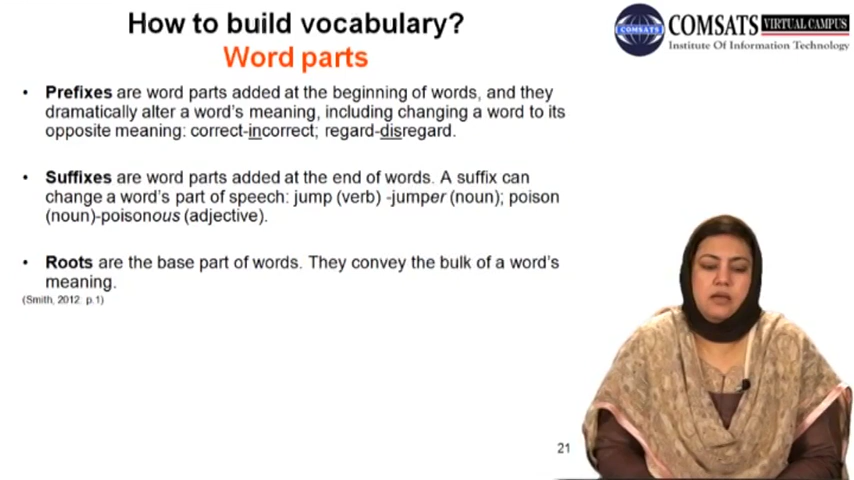 How to build vocabulary?
Word parts
COMSATS VIRTUAL CAMPUS
Institute Of Information Technology
COMSATS
• Prefixes are word parts added at the beginning of words, and they
dramatically alter a word's meaning, including changing a word to its
opposite meaning: correct-incorrect; regard-disregard.
• Suffixes are word parts added at the end of words. A suffix can
change a word's part of speech: jump (verb) -jumper (noun); poison
(noun)-poisonous (adjective).
• Roots are the base part of words. They convey the bulk of a word's
meaning.
(Smith, 2012: p.1)
21